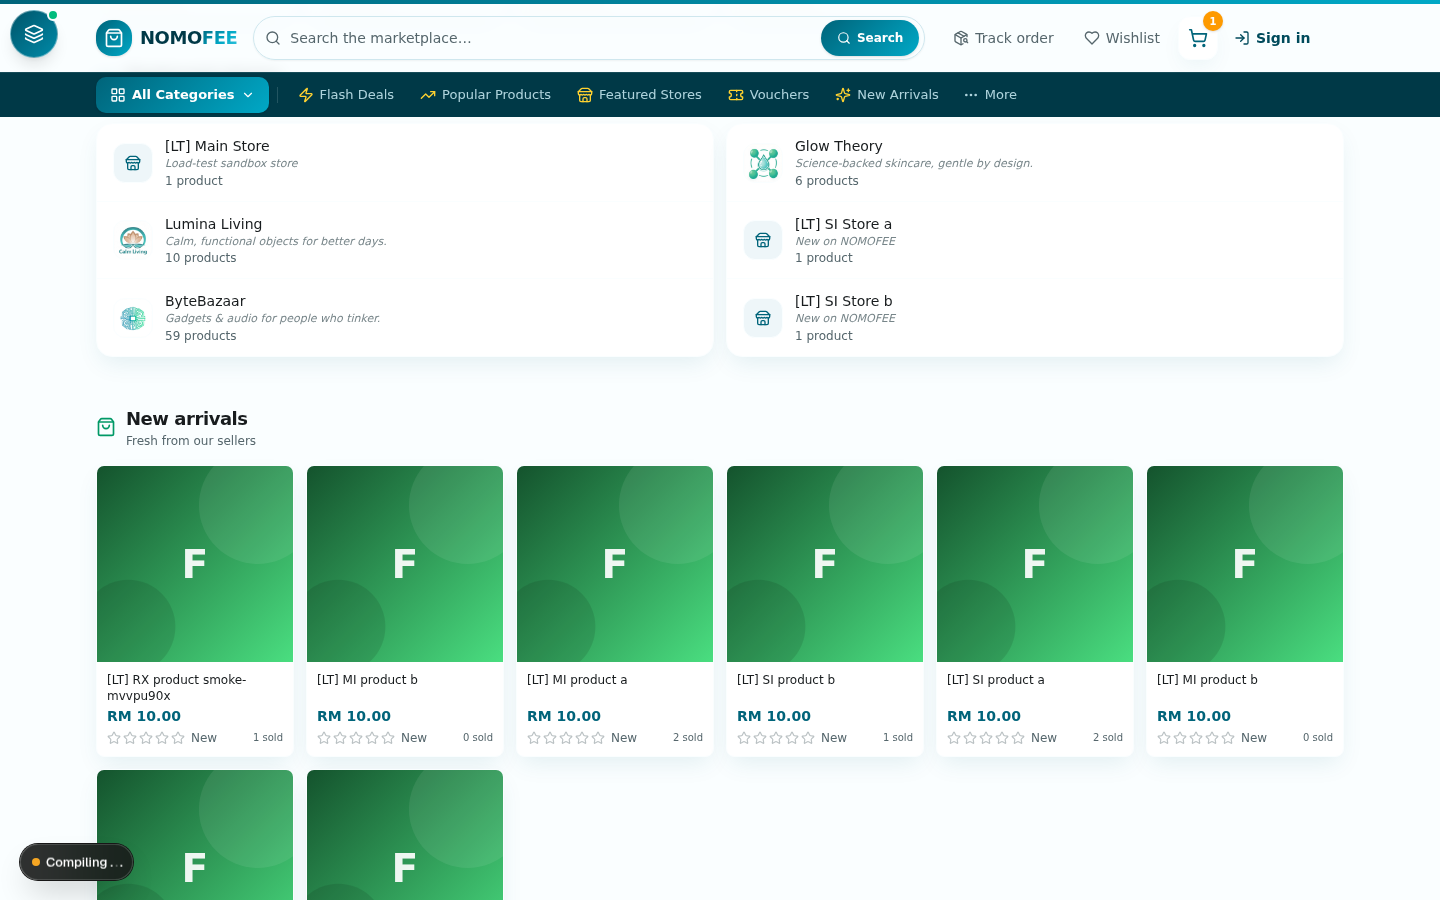 NOMOFEE
Search the marketplace...
Search
Track order
Wishlist
1
Sign in
All Categories
Flash Deals
Popular Products
Featured Stores
Vouchers
New Arrivals
More
[LT] Main Store
Load-test sandbox store
1 product
Lumina Living
Calm, functional objects for better days.
10 products
ByteBazaar
Gadgets & audio for people who tinker.
59 products
Glow Theory
Science-backed skincare, gentle by design.
6 products
[LT] SI Store a
New on NOMOFEE
1 product
[LT] SI Store b
New on NOMOFEE
1 product
Calm Living
New arrivals
Fresh from our sellers
F
[LT] RX product smoke-
mvvpu90x
RM 10.00
New
1 sold
F
[LT] MI product b
RM 10.00
New
0 sold
F
[LT] MI product a
RM 10.00
New
2 sold
F
[LT] SI product b
RM 10.00
New
1 sold
F
[LT] SI product a
RM 10.00
New
2 sold
F
[LT] MI product b
RM 10.00
New
0 sold
F
F
Compiling ...